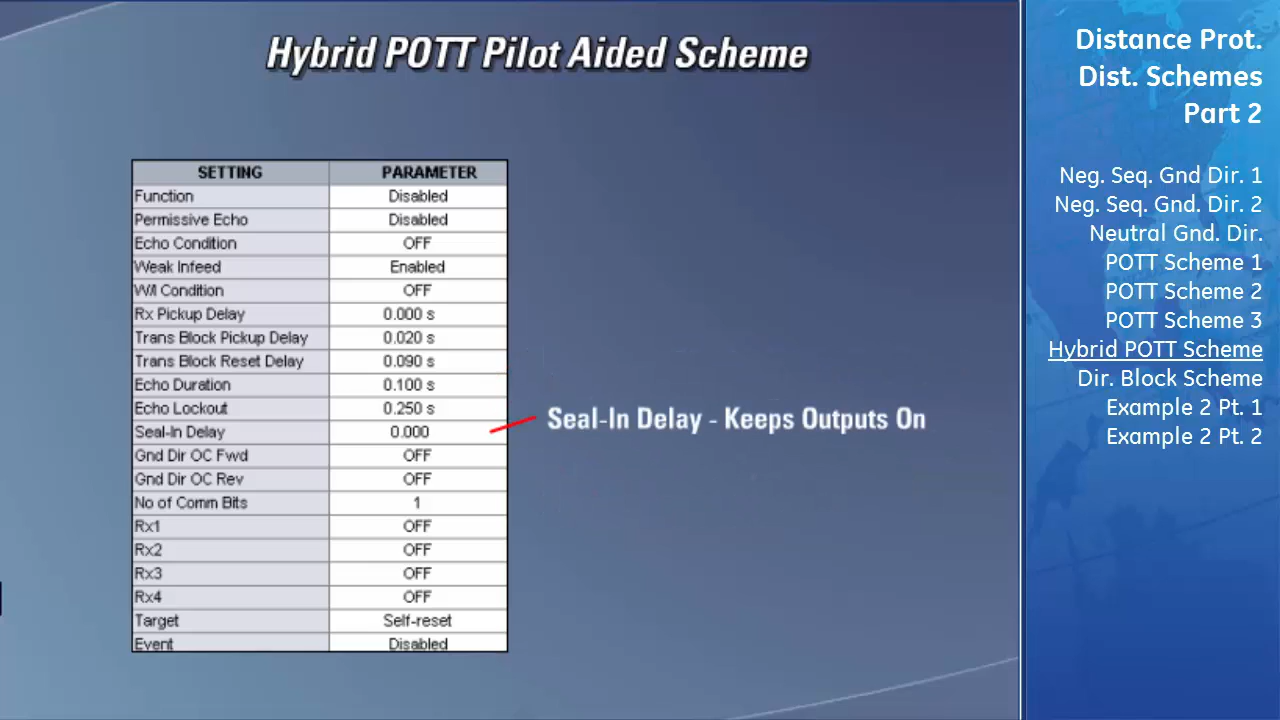 Hybrid POTT Pilot Aided Scheme
SETTING PARAMETER
Function Disabled
Permissive Echo Disabled
Echo Condition OFF
Weak Infeed Enabled
W/I Condition OFF
Rx Pickup Delay 0.000 s
Trans Block Pickup Delay 0.020 s
Trans Block Reset Delay 0.090 s
Echo Duration 0.100 s
Echo Lockout 0.250 s
Seal-In Delay 0.000
Gnd Dir OC Fwd OFF
Gnd Dir OC Rev OFF
No of Comm Bits 1
Rx1 OFF
Rx2 OFF
Rx3 OFF
Rx4 OFF
Target Self-reset
Event Disabled
Seal-In Delay - Keeps Outputs On
Distance Prot.
Dist. Schemes
Part 2
Neg. Seq. Gnd Dir. 1
Neg. Seq. Gnd. Dir. 2
Neutral Gnd. Dir.
POTT Scheme 1
POTT Scheme 2
POTT Scheme 3
Hybrid POTT Scheme
Dir. Block Scheme
Example 2 Pt. 1
Example 2 Pt. 2